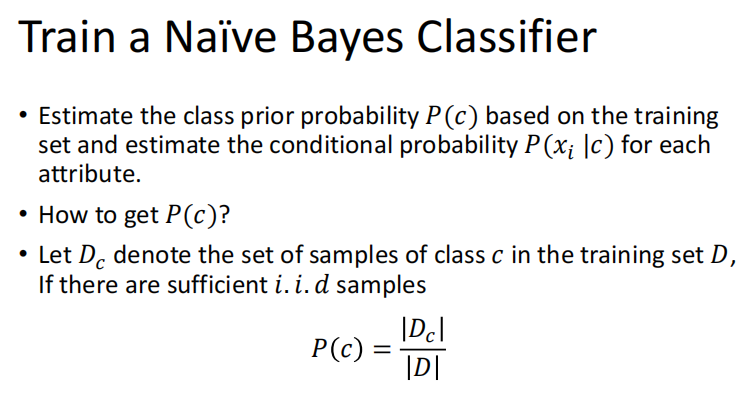 Train a Naïve Bayes Classifier
• Estimate the class prior probability P(c) based on the training
set and estimate the conditional probability P(x_i |c) for each
attribute.
• How to get P(c)?
• Let D_c denote the set of samples of class c in the training set D,
If there are sufficient i.i.d samples
P(c) = |D_c| / |D|